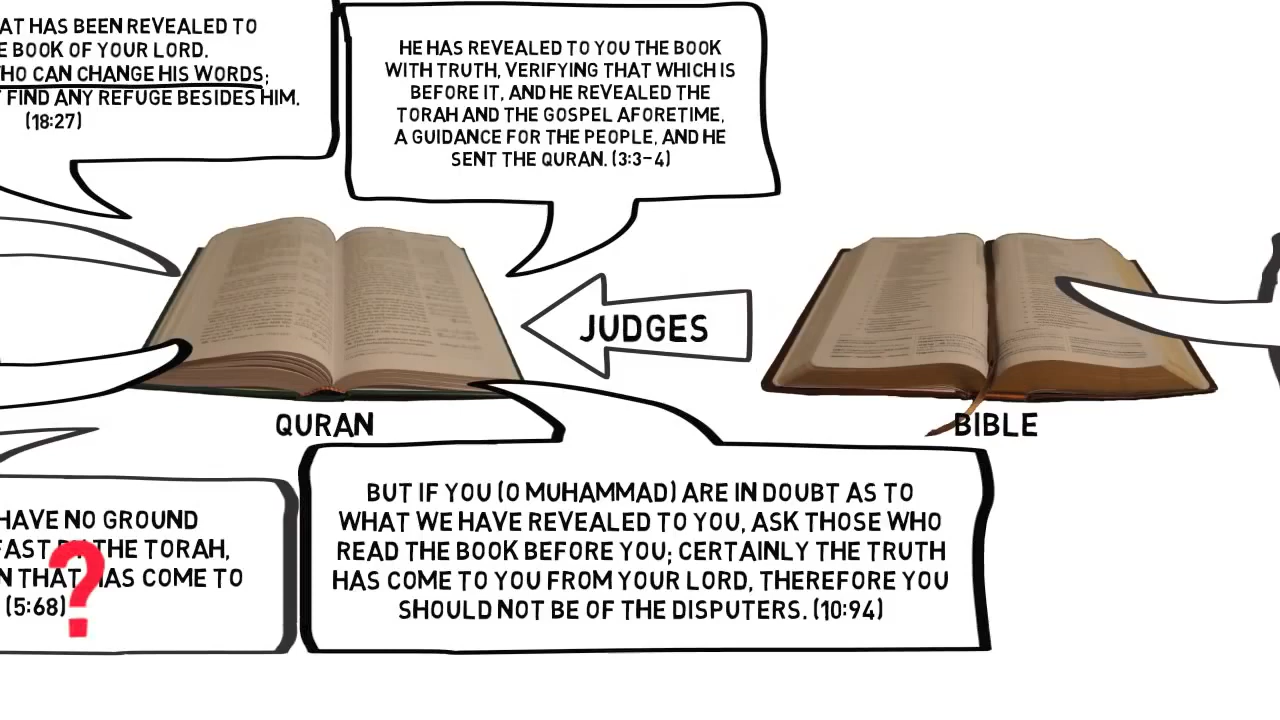 AT HAS BEEN REVEALED TO
E BOOK OF YOUR LORD.
HO CAN CHANGE HIS WORDS;
T FIND ANY REFUGE BESIDES HIM.
(18:27)
HE HAS REVEALED TO YOU THE BOOK
WITH TRUTH, VERIFYING THAT WHICH IS
BEFORE IT, AND HE REVEALED THE
TORAH AND THE GOSPEL AFORETIME,
A GUIDANCE FOR THE PEOPLE, AND HE
SENT THE QURAN. (3:3-4)
JUDGES
QURAN
BIBLE
HAVE NO GROUND
FAST BY THE TORAH,
N THAT HAS COME TO
(5:68)
?
BUT IF YOU (O MUHAMMAD) ARE IN DOUBT AS TO
WHAT WE HAVE REVEALED TO YOU, ASK THOSE WHO
READ THE BOOK BEFORE YOU; CERTAINLY THE TRUTH
HAS COME TO YOU FROM YOUR LORD, THEREFORE YOU
SHOULD NOT BE OF THE DISPUTERS. (10:94)